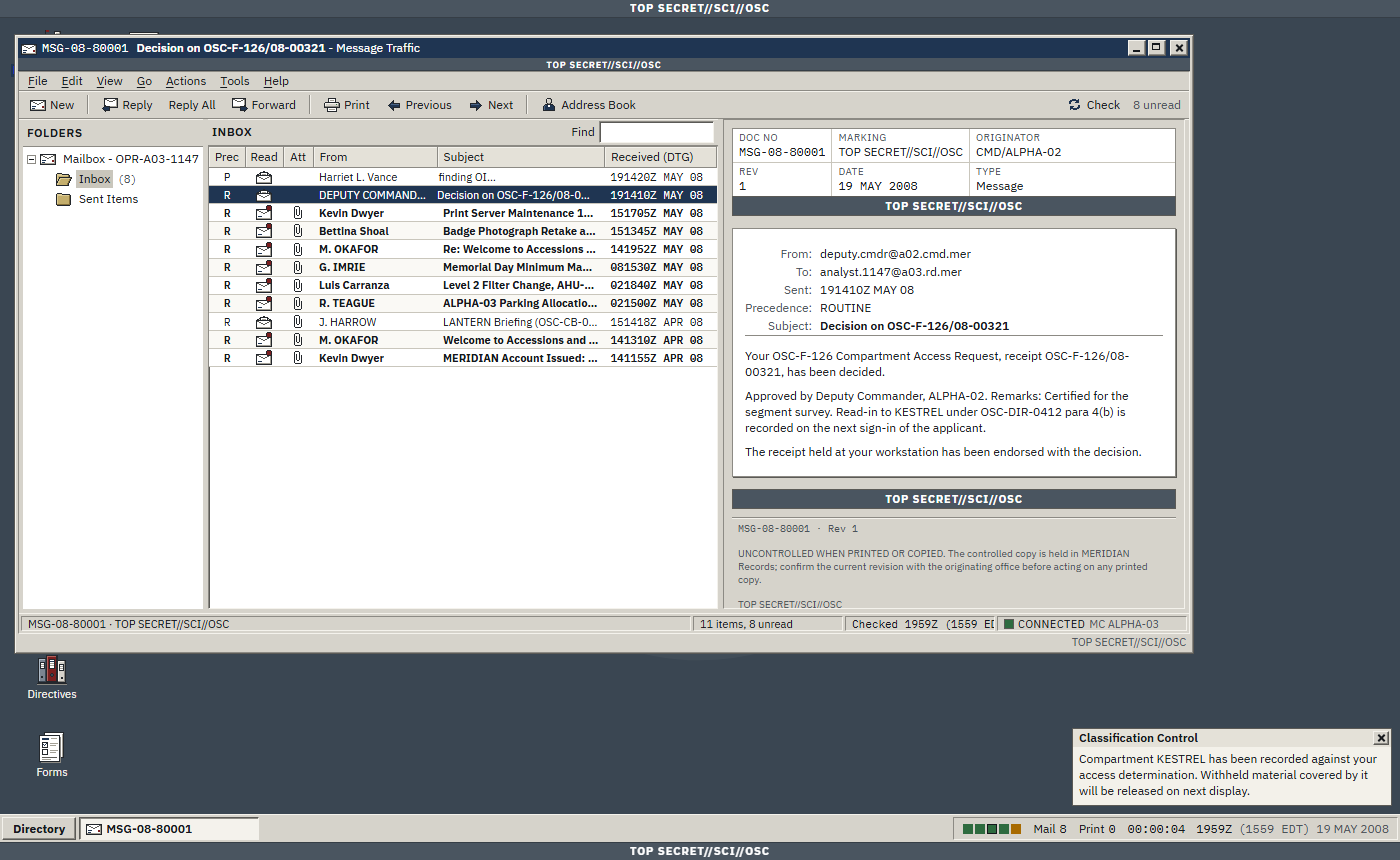 TOP SECRET//SCI//OSC
MSG-08-80001 Decision on OSC-F-126/08-00321 - Message Traffic
TOP SECRET//SCI//OSC
File Edit View Go Actions Tools Help
New Reply Reply All Forward Print Previous Next Address Book Check 8 unread
FOLDERS
Mailbox - OPR-A03-1147
Inbox (8)
Sent Items
INBOX Find
Prec Read Att From Subject Received (DTG)
P Harriet L. Vance finding OI... 191420Z MAY 08
R DEPUTY COMMAND... Decision on OSC-F-126/08-0... 191410Z MAY 08
R Kevin Dwyer Print Server Maintenance 1... 151705Z MAY 08
R Bettina Shoal Badge Photograph Retake a... 151345Z MAY 08
R M. OKAFOR Re: Welcome to Accessions ... 141952Z MAY 08
R G. IMRIE Memorial Day Minimum Ma... 081530Z MAY 08
R Luis Carranza Level 2 Filter Change, AHU-... 021840Z MAY 08
R R. TEAGUE ALPHA-03 Parking Allocatio... 021500Z MAY 08
R J. HARROW LANTERN Briefing (OSC-CB-0... 151418Z APR 08
R M. OKAFOR Welcome to Accessions and ... 141310Z APR 08
R Kevin Dwyer MERIDIAN Account Issued: ... 141155Z APR 08
DOC NO MARKING ORIGINATOR
MSG-08-80001 TOP SECRET//SCI//OSC CMD/ALPHA-02
REV DATE TYPE
1 19 MAY 2008 Message
TOP SECRET//SCI//OSC
From: deputy.cmdr@a02.cmd.mer
To: analyst.1147@a03.rd.mer
Sent: 191410Z MAY 08
Precedence: ROUTINE
Subject: Decision on OSC-F-126/08-00321
Your OSC-F-126 Compartment Access Request, receipt OSC-F-126/08-
00321, has been decided.
Approved by Deputy Commander, ALPHA-02. Remarks: Certified for the
segment survey. Read-in to KESTREL under OSC-DIR-0412 para 4(b) is
recorded on the next sign-in of the applicant.
The receipt held at your workstation has been endorsed with the decision.
TOP SECRET//SCI//OSC
MSG-08-80001 · Rev 1
UNCONTROLLED WHEN PRINTED OR COPIED. The controlled copy is held in MERIDIAN
Records; confirm the current revision with the originating office before acting on any printed
copy.
TOP SECRET//SCI//OSC
MSG-08-80001 · TOP SECRET//SCI//OSC 11 items, 8 unread Checked 1959Z (1559 ED CONNECTED MC ALPHA-03
TOP SECRET//SCI//OSC
Directives
Forms
Classification Control
Compartment KESTREL has been recorded against your
access determination. Withheld material covered by it
will be released on next display.
Directory MSG-08-80001 Mail 8 Print 0 00:00:04 1959Z (1559 EDT) 19 MAY 2008
TOP SECRET//SCI//OSC